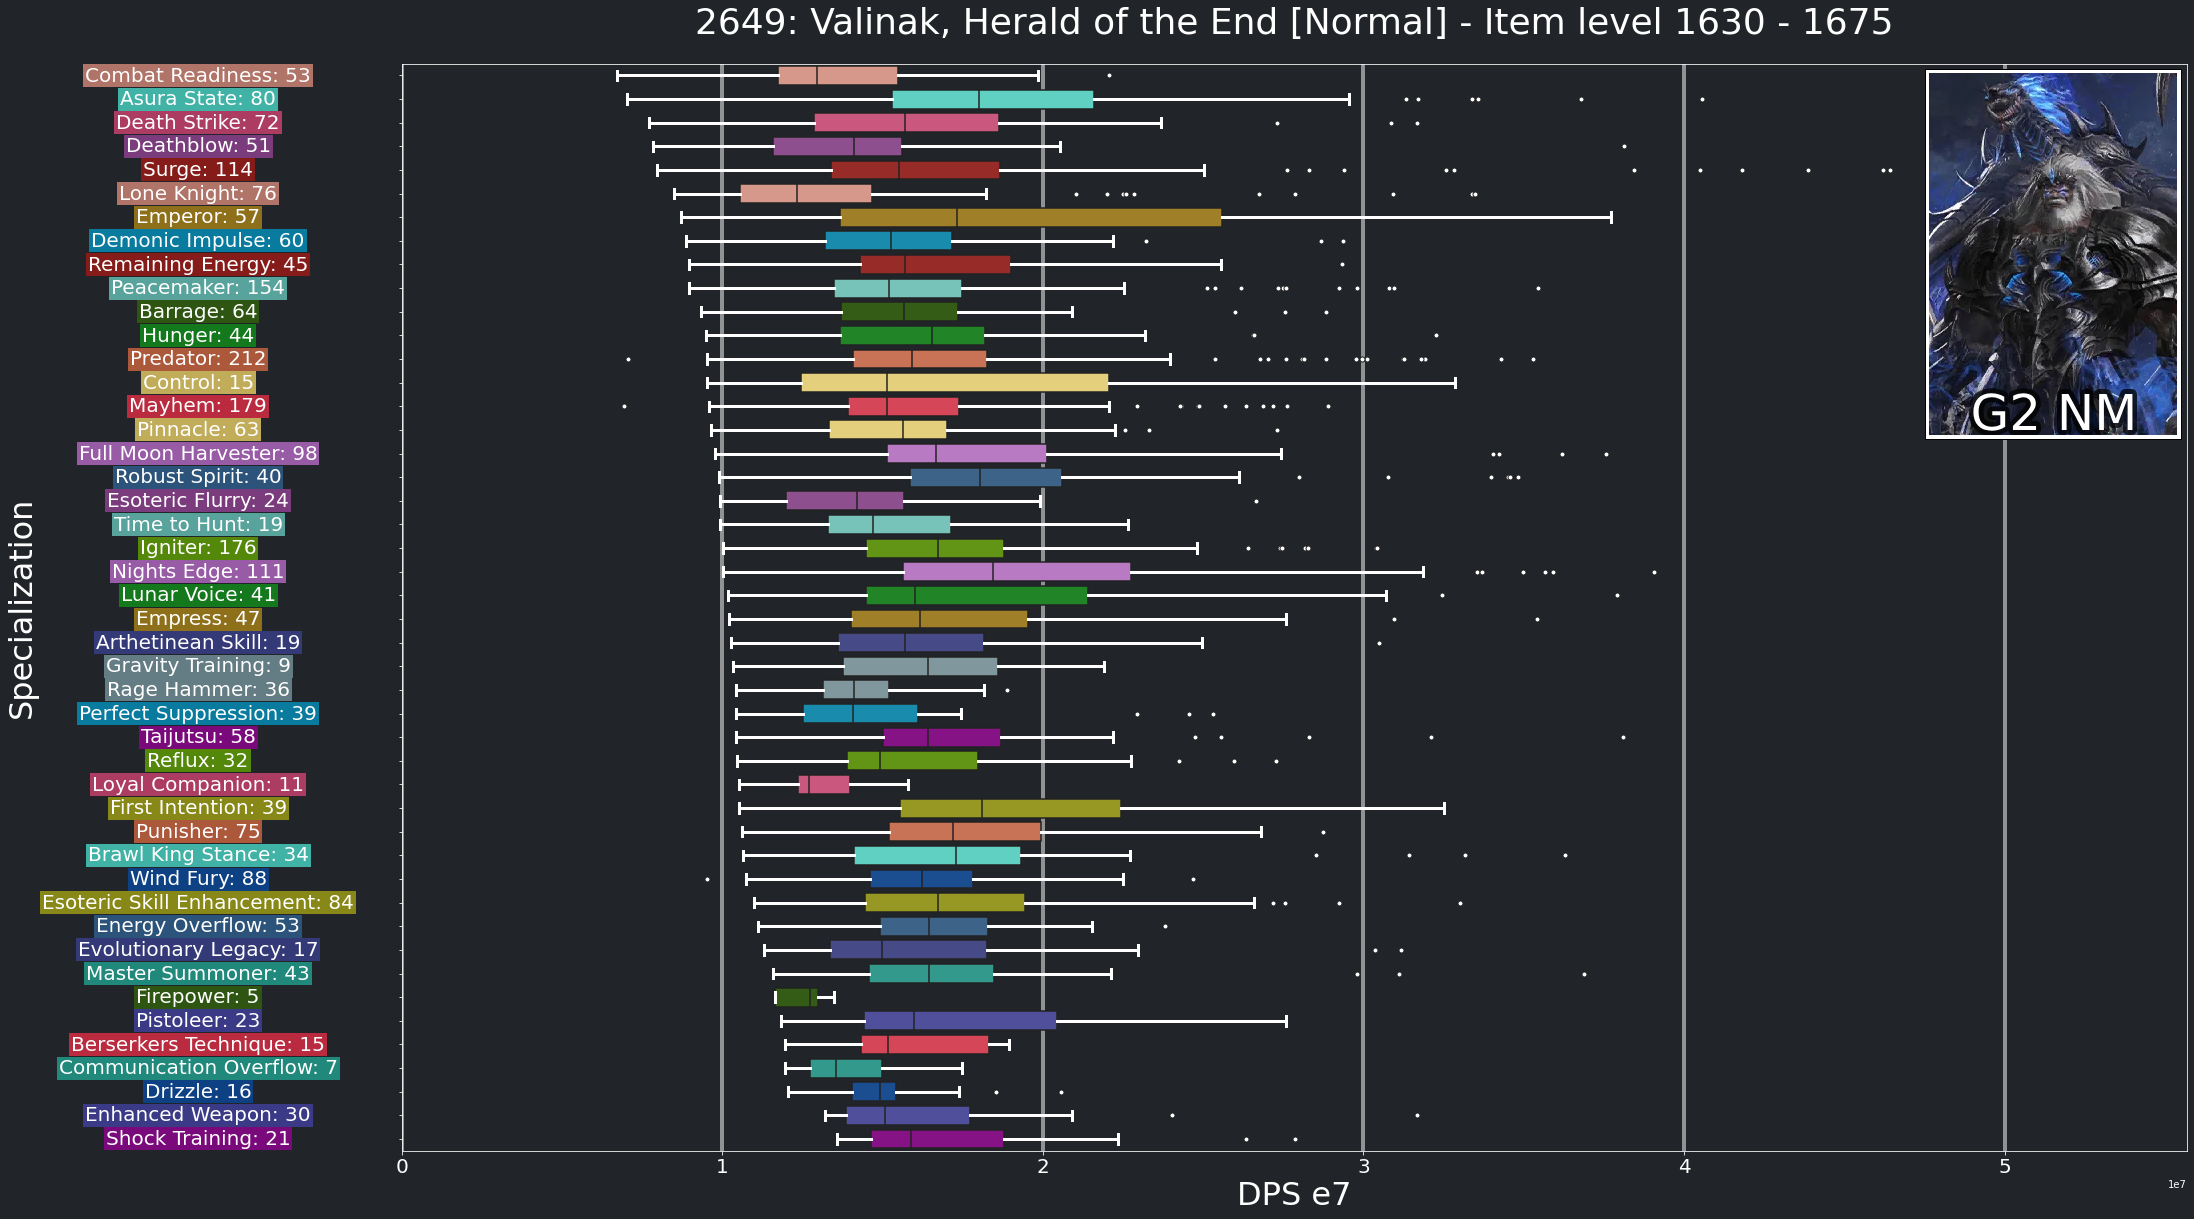 2649: Valinak, Herald of the End [Normal] - Item level 1630 - 1675
Combat Readiness: 53
Asura State: 80
Death Strike: 72
Deathblow: 51
Surge: 114
Lone Knight: 76
Emperor: 57
Demonic Impulse: 60
Remaining Energy: 45
Peacemaker: 154
Barrage: 64
Hunger: 44
Predator: 212
Control: 15
Mayhem: 179
Pinnacle: 63
Full Moon Harvester: 98
Robust Spirit: 40
Esoteric Flurry: 24
Time to Hunt: 19
Igniter: 176
Nights Edge: 111
Lunar Voice: 41
Empress: 47
Arthetinean Skill: 19
Gravity Training: 9
Rage Hammer: 36
Perfect Suppression: 39
Taijutsu: 58
Reflux: 32
Loyal Companion: 11
First Intention: 39
Punisher: 75
Brawl King Stance: 34
Wind Fury: 88
Esoteric Skill Enhancement: 84
Energy Overflow: 53
Evolutionary Legacy: 17
Master Summoner: 43
Firepower: 5
Pistoleer: 23
Berserkers Technique: 15
Communication Overflow: 7
Drizzle: 16
Enhanced Weapon: 30
Shock Training: 21
Specialization
G2 NM
0 1 2 3 4 5
DPS e7
1e7